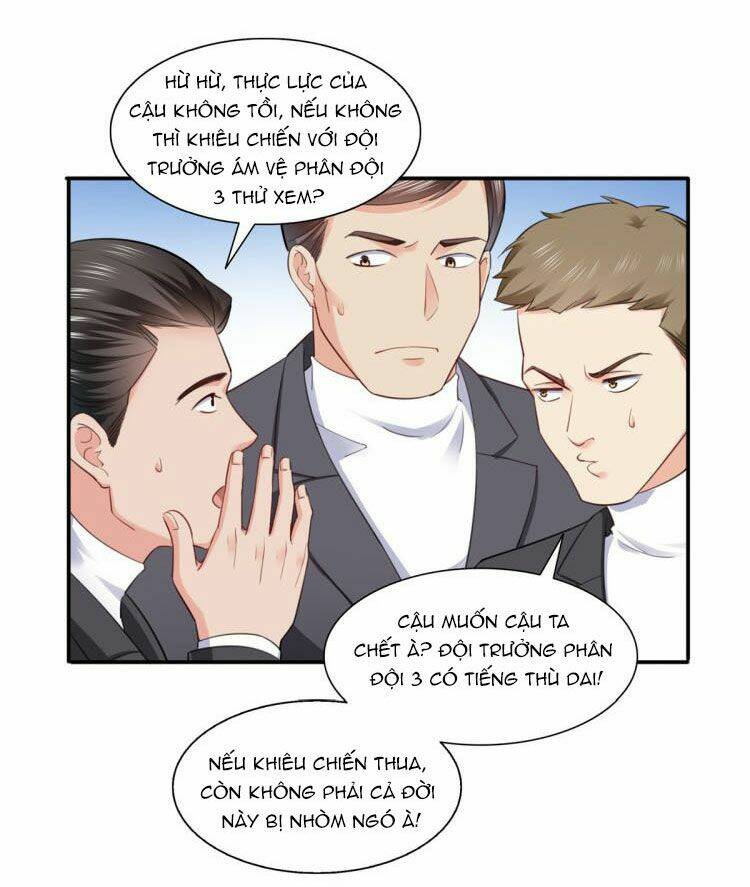 HỪ HỪ, THỰC LỰC CỦA
CẬU KHÔNG TỒI, NẾU KHÔNG
THÌ KHIÊU CHIẾN VỚI ĐỘI
TRƯỞNG ÁM VỆ PHÂN ĐỘI
3 THỬ XEM?
CẬU MUỐN CẬU TA
CHẾT À? ĐỘI TRƯỞNG PHÂN
ĐỘI 3 CÓ TIẾNG THÙ DAI!
NẾU KHIÊU CHIẾN THUA,
CÒN KHÔNG PHẢI CẢ ĐỜI
NÀY BỊ NHÒM NGÓ À!